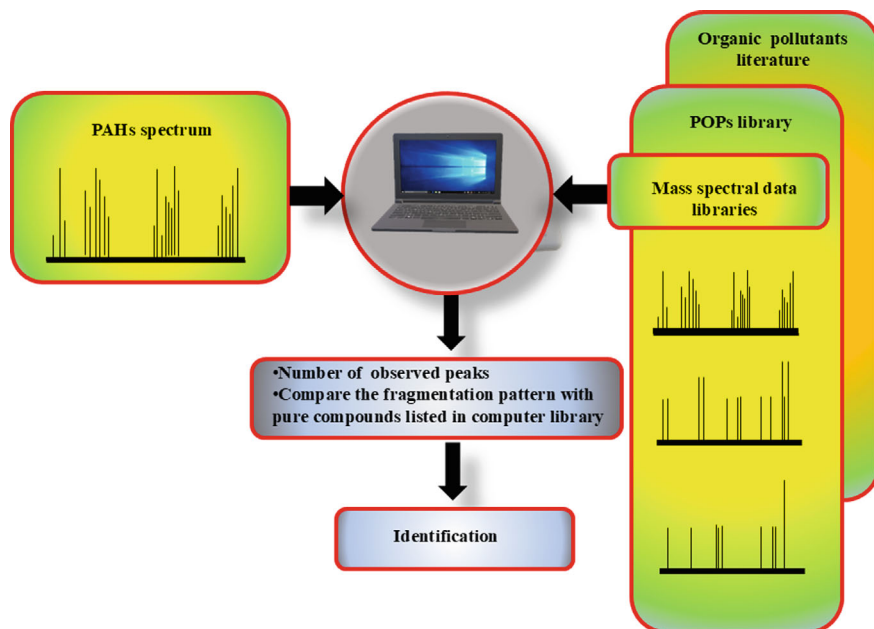 Organic pollutants
literature
PAHs spectrum
POPs library
Mass spectral data
libraries
•Number of observed peaks
•Compare the fragmentation pattern with
pure compounds listed in computer library
Identification